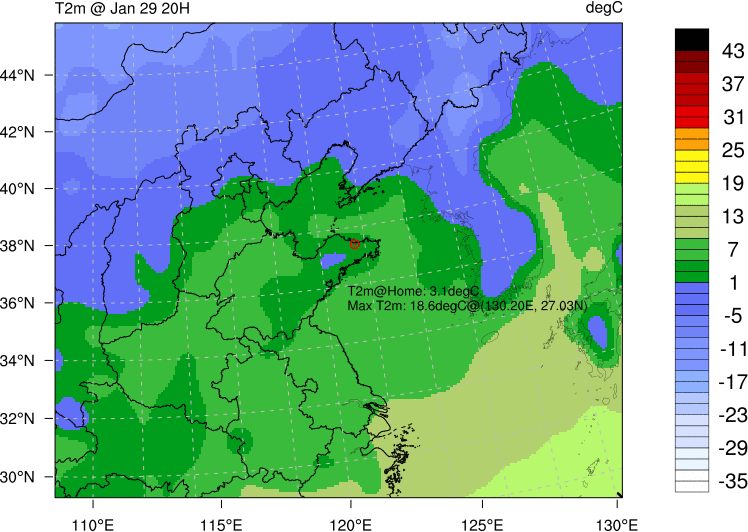 T2m @ Jan 29 20H
degC
44°N
42°N
40°N
38°N
36°N
34°N
32°N
30°N
T2m@Home: 3.1degC
Max T2m: 18.6degC@(130.20E, 27.03N)
110°E
115°E
120°E
125°E
130°E
43
37
31
25
19
13
7
1
-5
-11
-17
-23
-29
-35